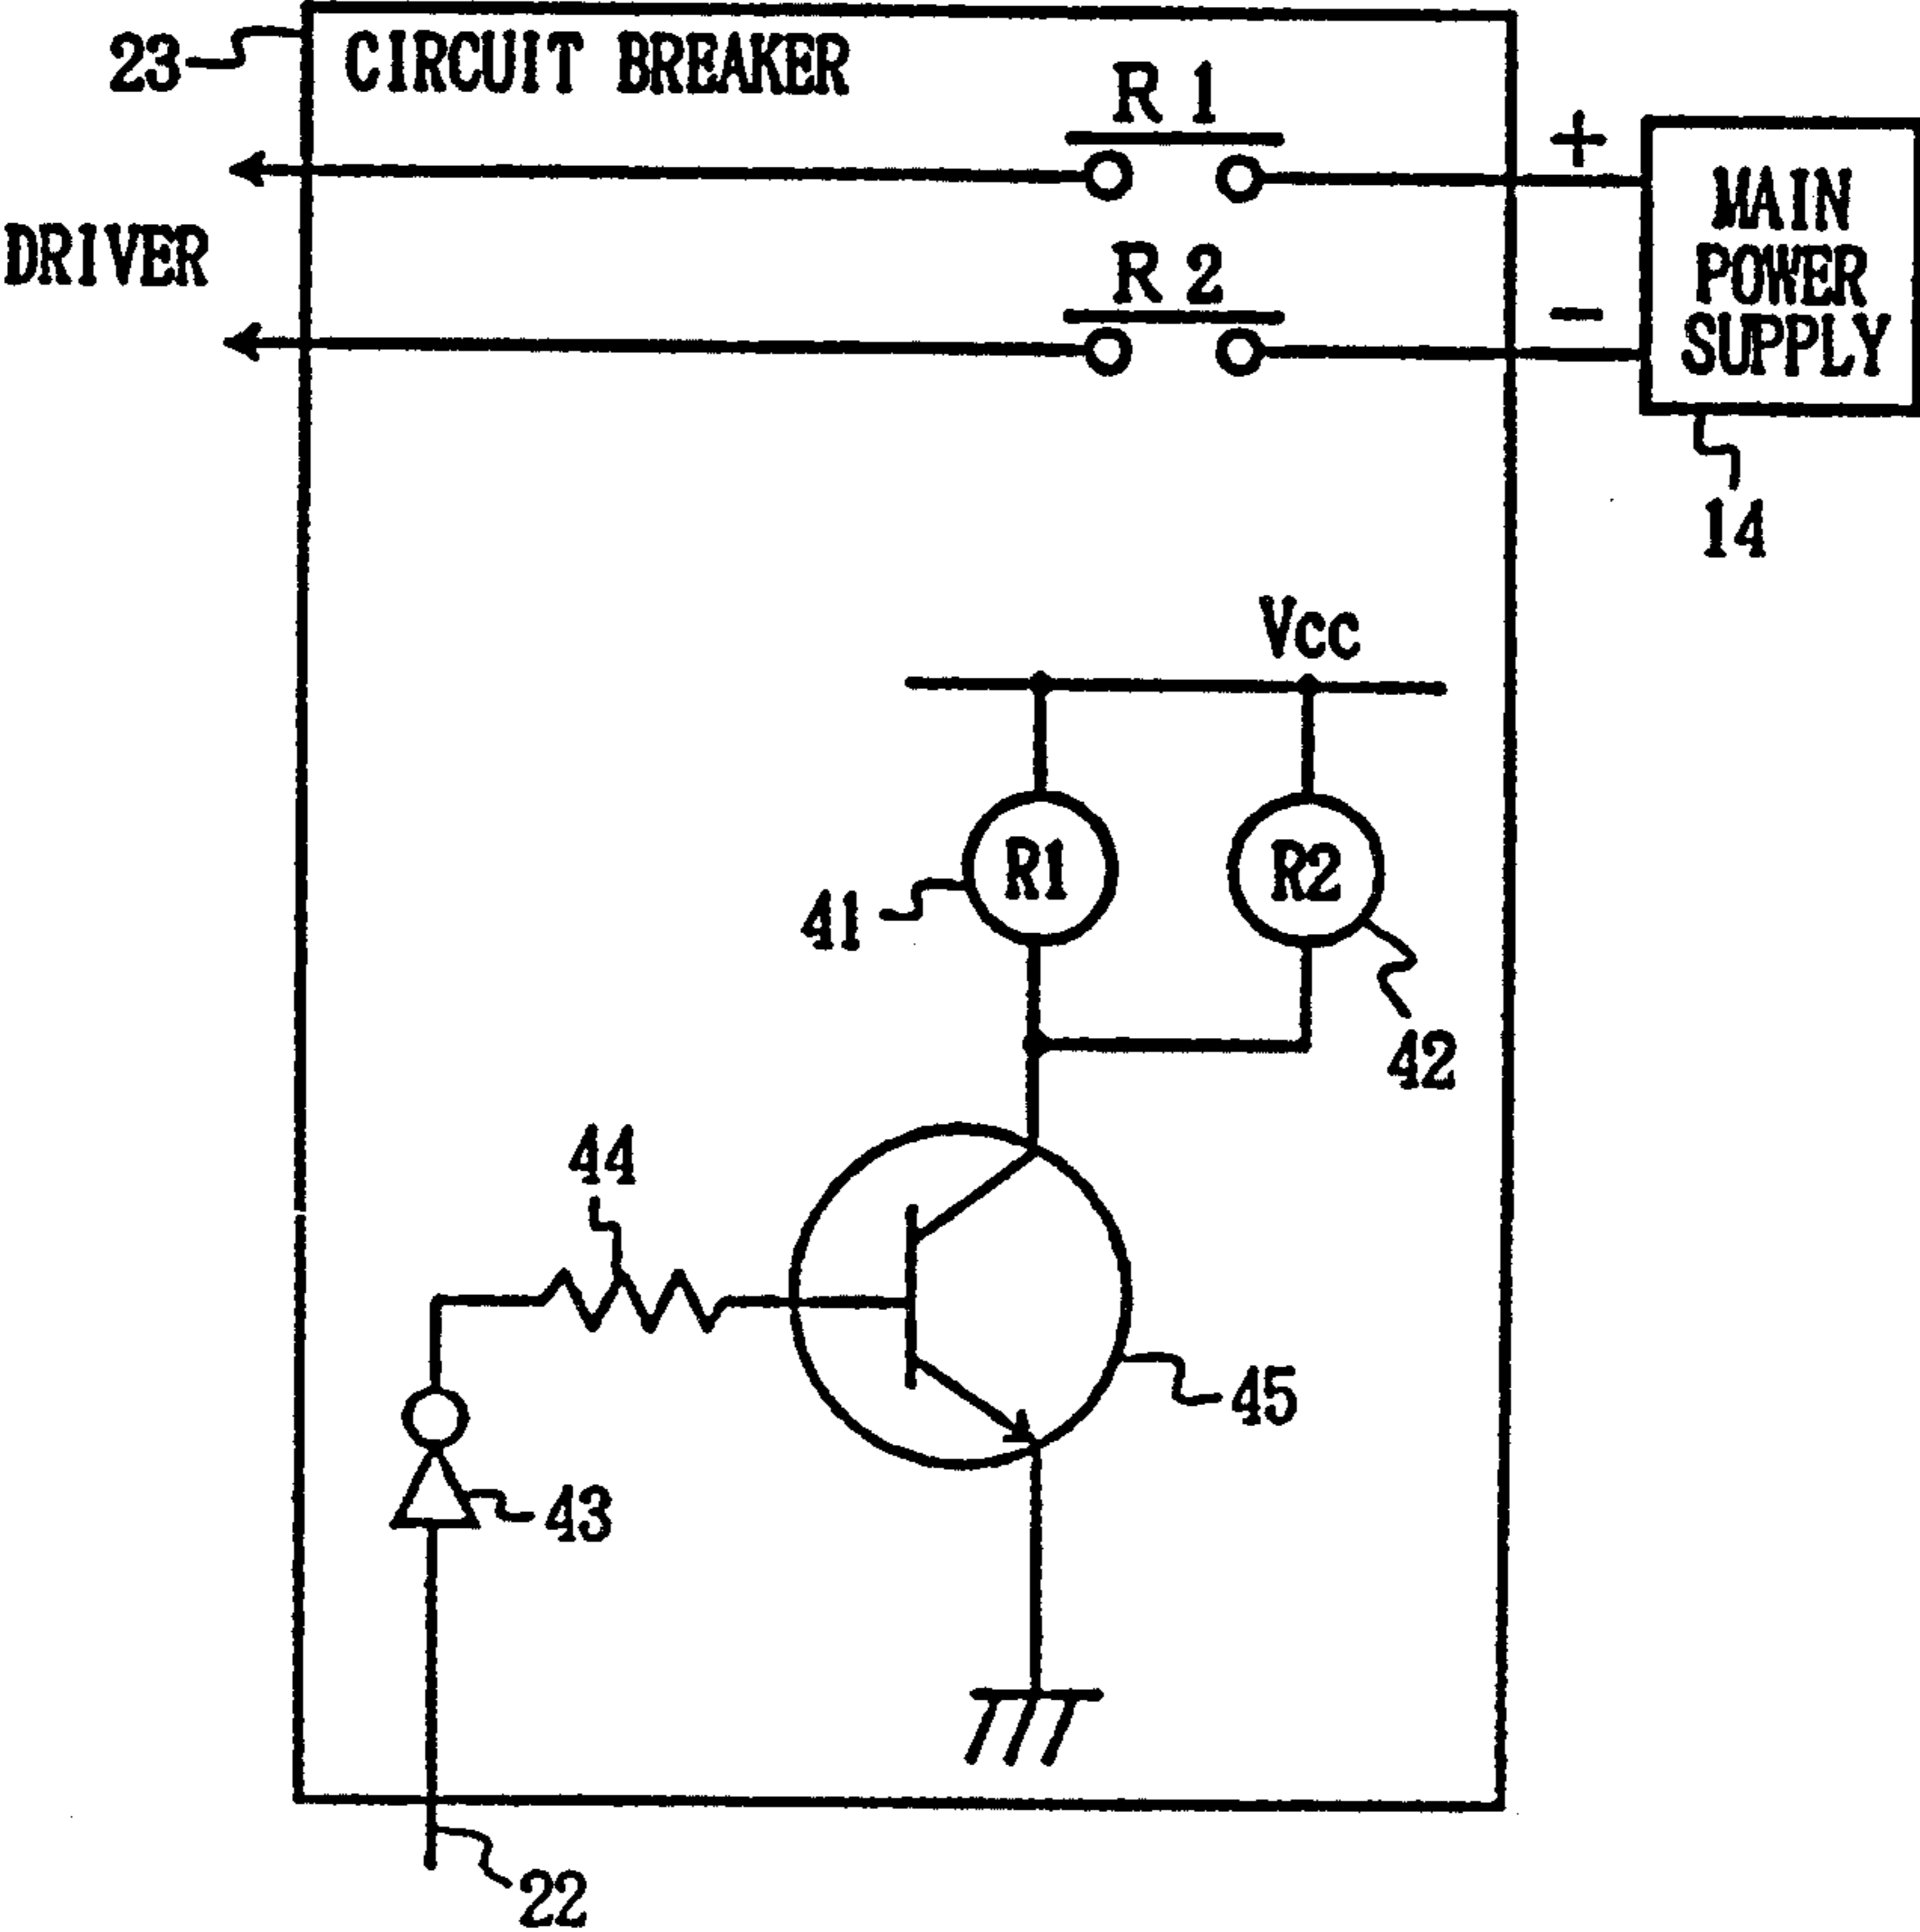 23
CIRCUIT BREAKER
R 1
+
MAIN
POWER
SUPPLY
DRIVER
R 2
−
14
Vcc
R1
R2
41
42
44
45
43
22